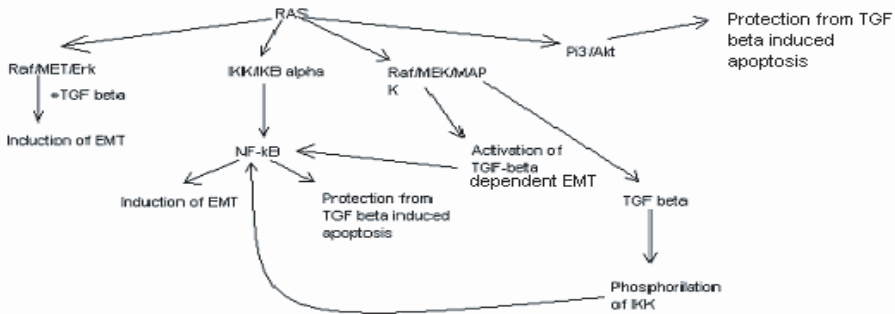 RAS
Protection from TGF
beta induced
apoptosis
Pi3/Akt
Raf/MET/Erk
IKK/IKB alpha
Raf/MEK/MAP
K
+TGF beta
Induction of EMT
NF-kB
Activation of
TGF-beta
dependent EMT
Induction of EMT
Protection from
TGF beta induced
apoptosis
TGF beta
Phosphorilation
of IKK